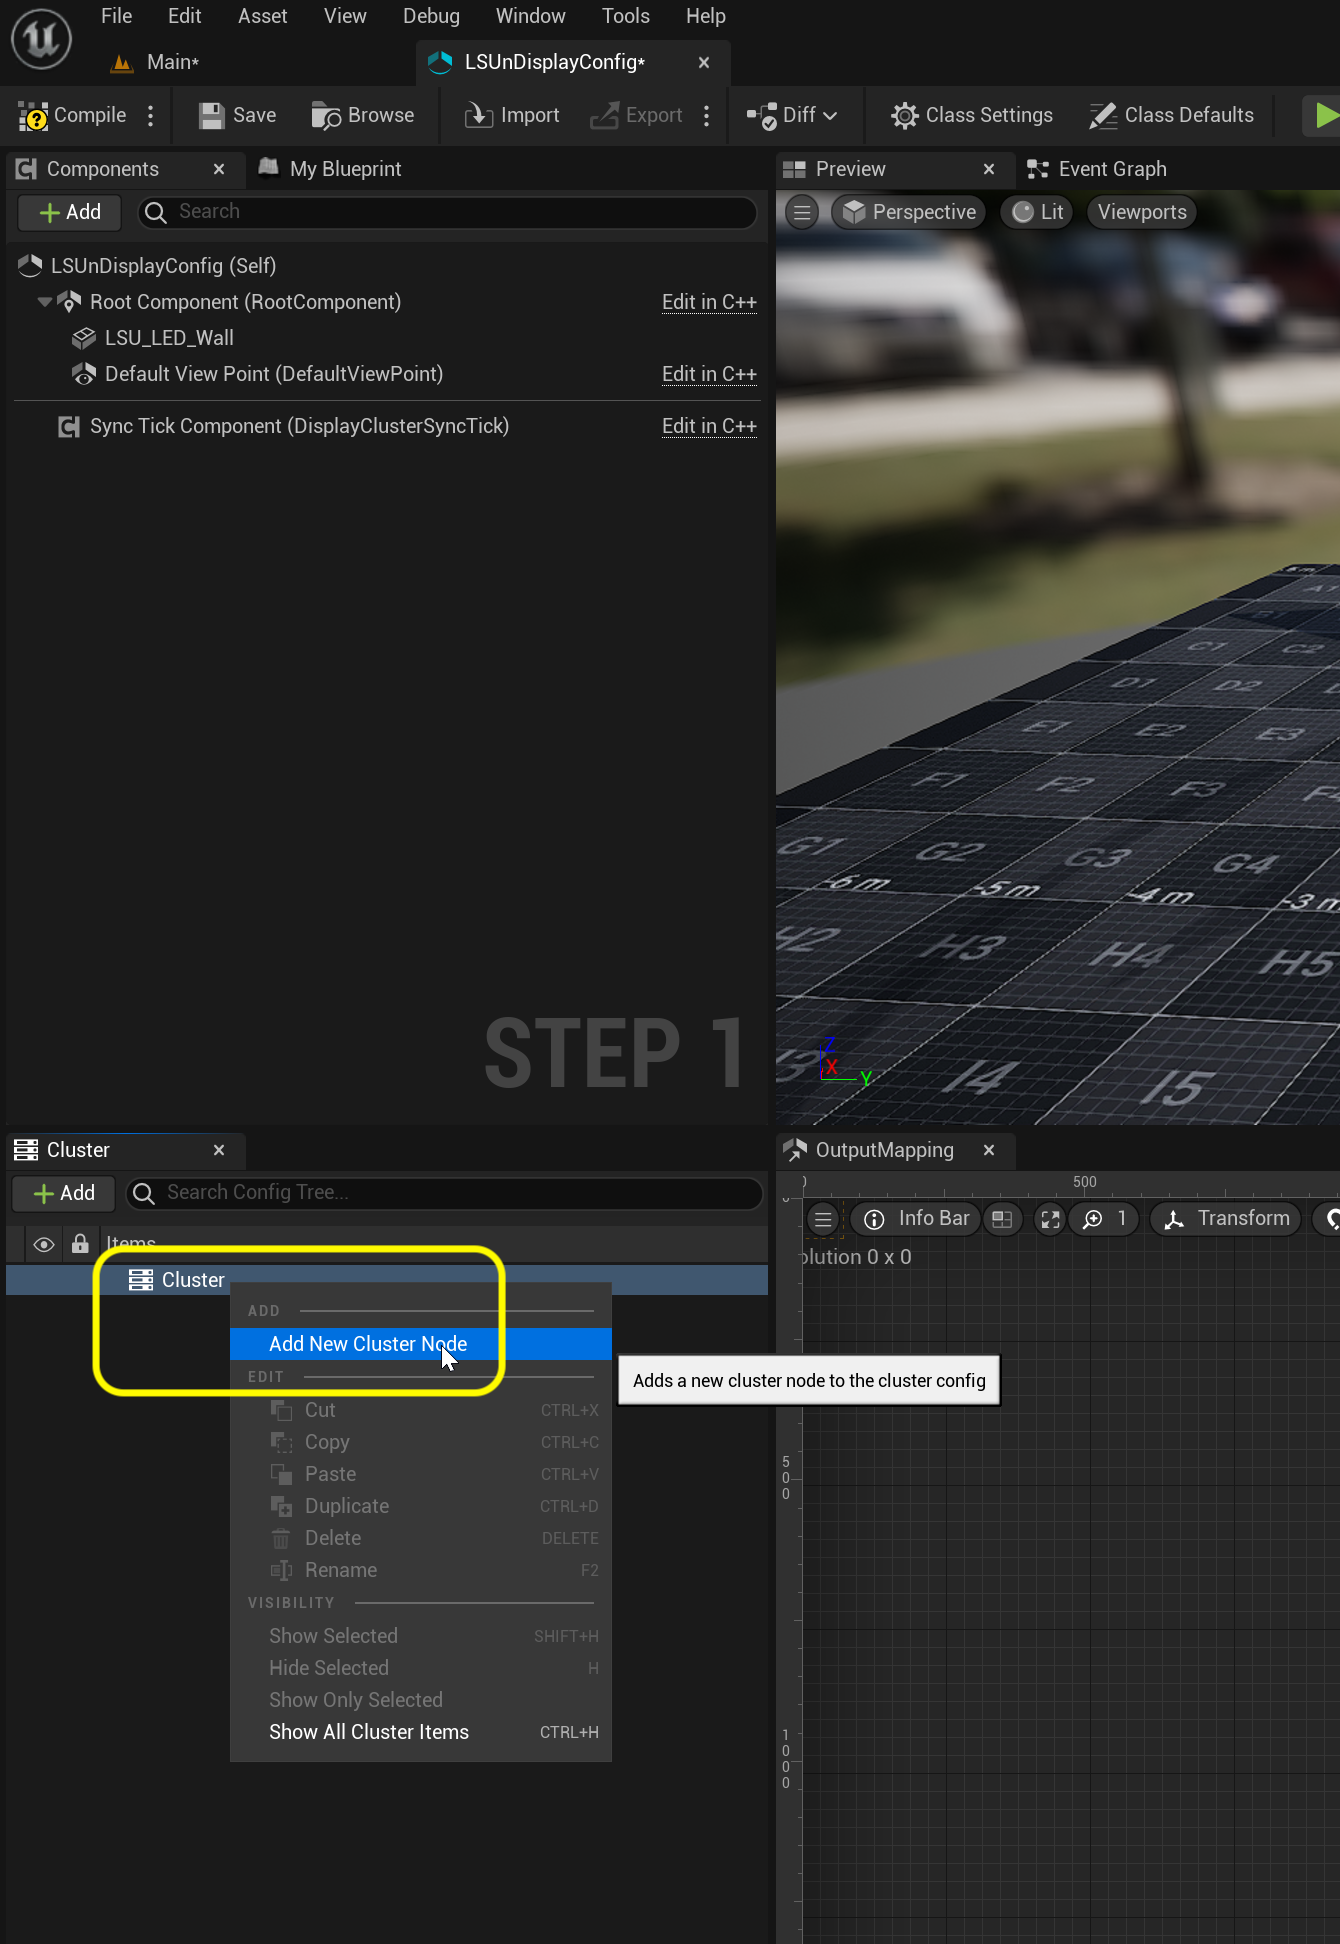 File Edit Asset View Debug Window Tools Help
Main* LSUnDisplayConfig*
Compile Save Browse Import Export Diff Class Settings Class Defaults
Components My Blueprint
Add Search
LSUnDisplayConfig (Self)
Root Component (RootComponent) Edit in C++
LSU_LED_Wall
Default View Point (DefaultViewPoint) Edit in C++
Sync Tick Component (DisplayClusterSyncTick) Edit in C++
STEP 1
Preview Event Graph
Perspective Lit Viewports
C1 C2
D1 D2
E1 E2 E3
F1 F2 F3
G1 G2 G3 G4
-6m -5m -4m -3m
H2 H3 H4 H5
I4 I5
Z
X
Y
Cluster
Add Search Config Tree...
Items
Cluster
ADD
Add New Cluster Node
EDIT
Adds a new cluster node to the cluster config
Cut CTRL+X
Copy CTRL+C
Paste CTRL+V
Duplicate CTRL+D
Delete DELETE
Rename F2
VISIBILITY
Show Selected SHIFT+H
Hide Selected H
Show Only Selected
Show All Cluster Items CTRL+H
OutputMapping
500
Info Bar 1 Transform
olution 0 x 0
500
1000